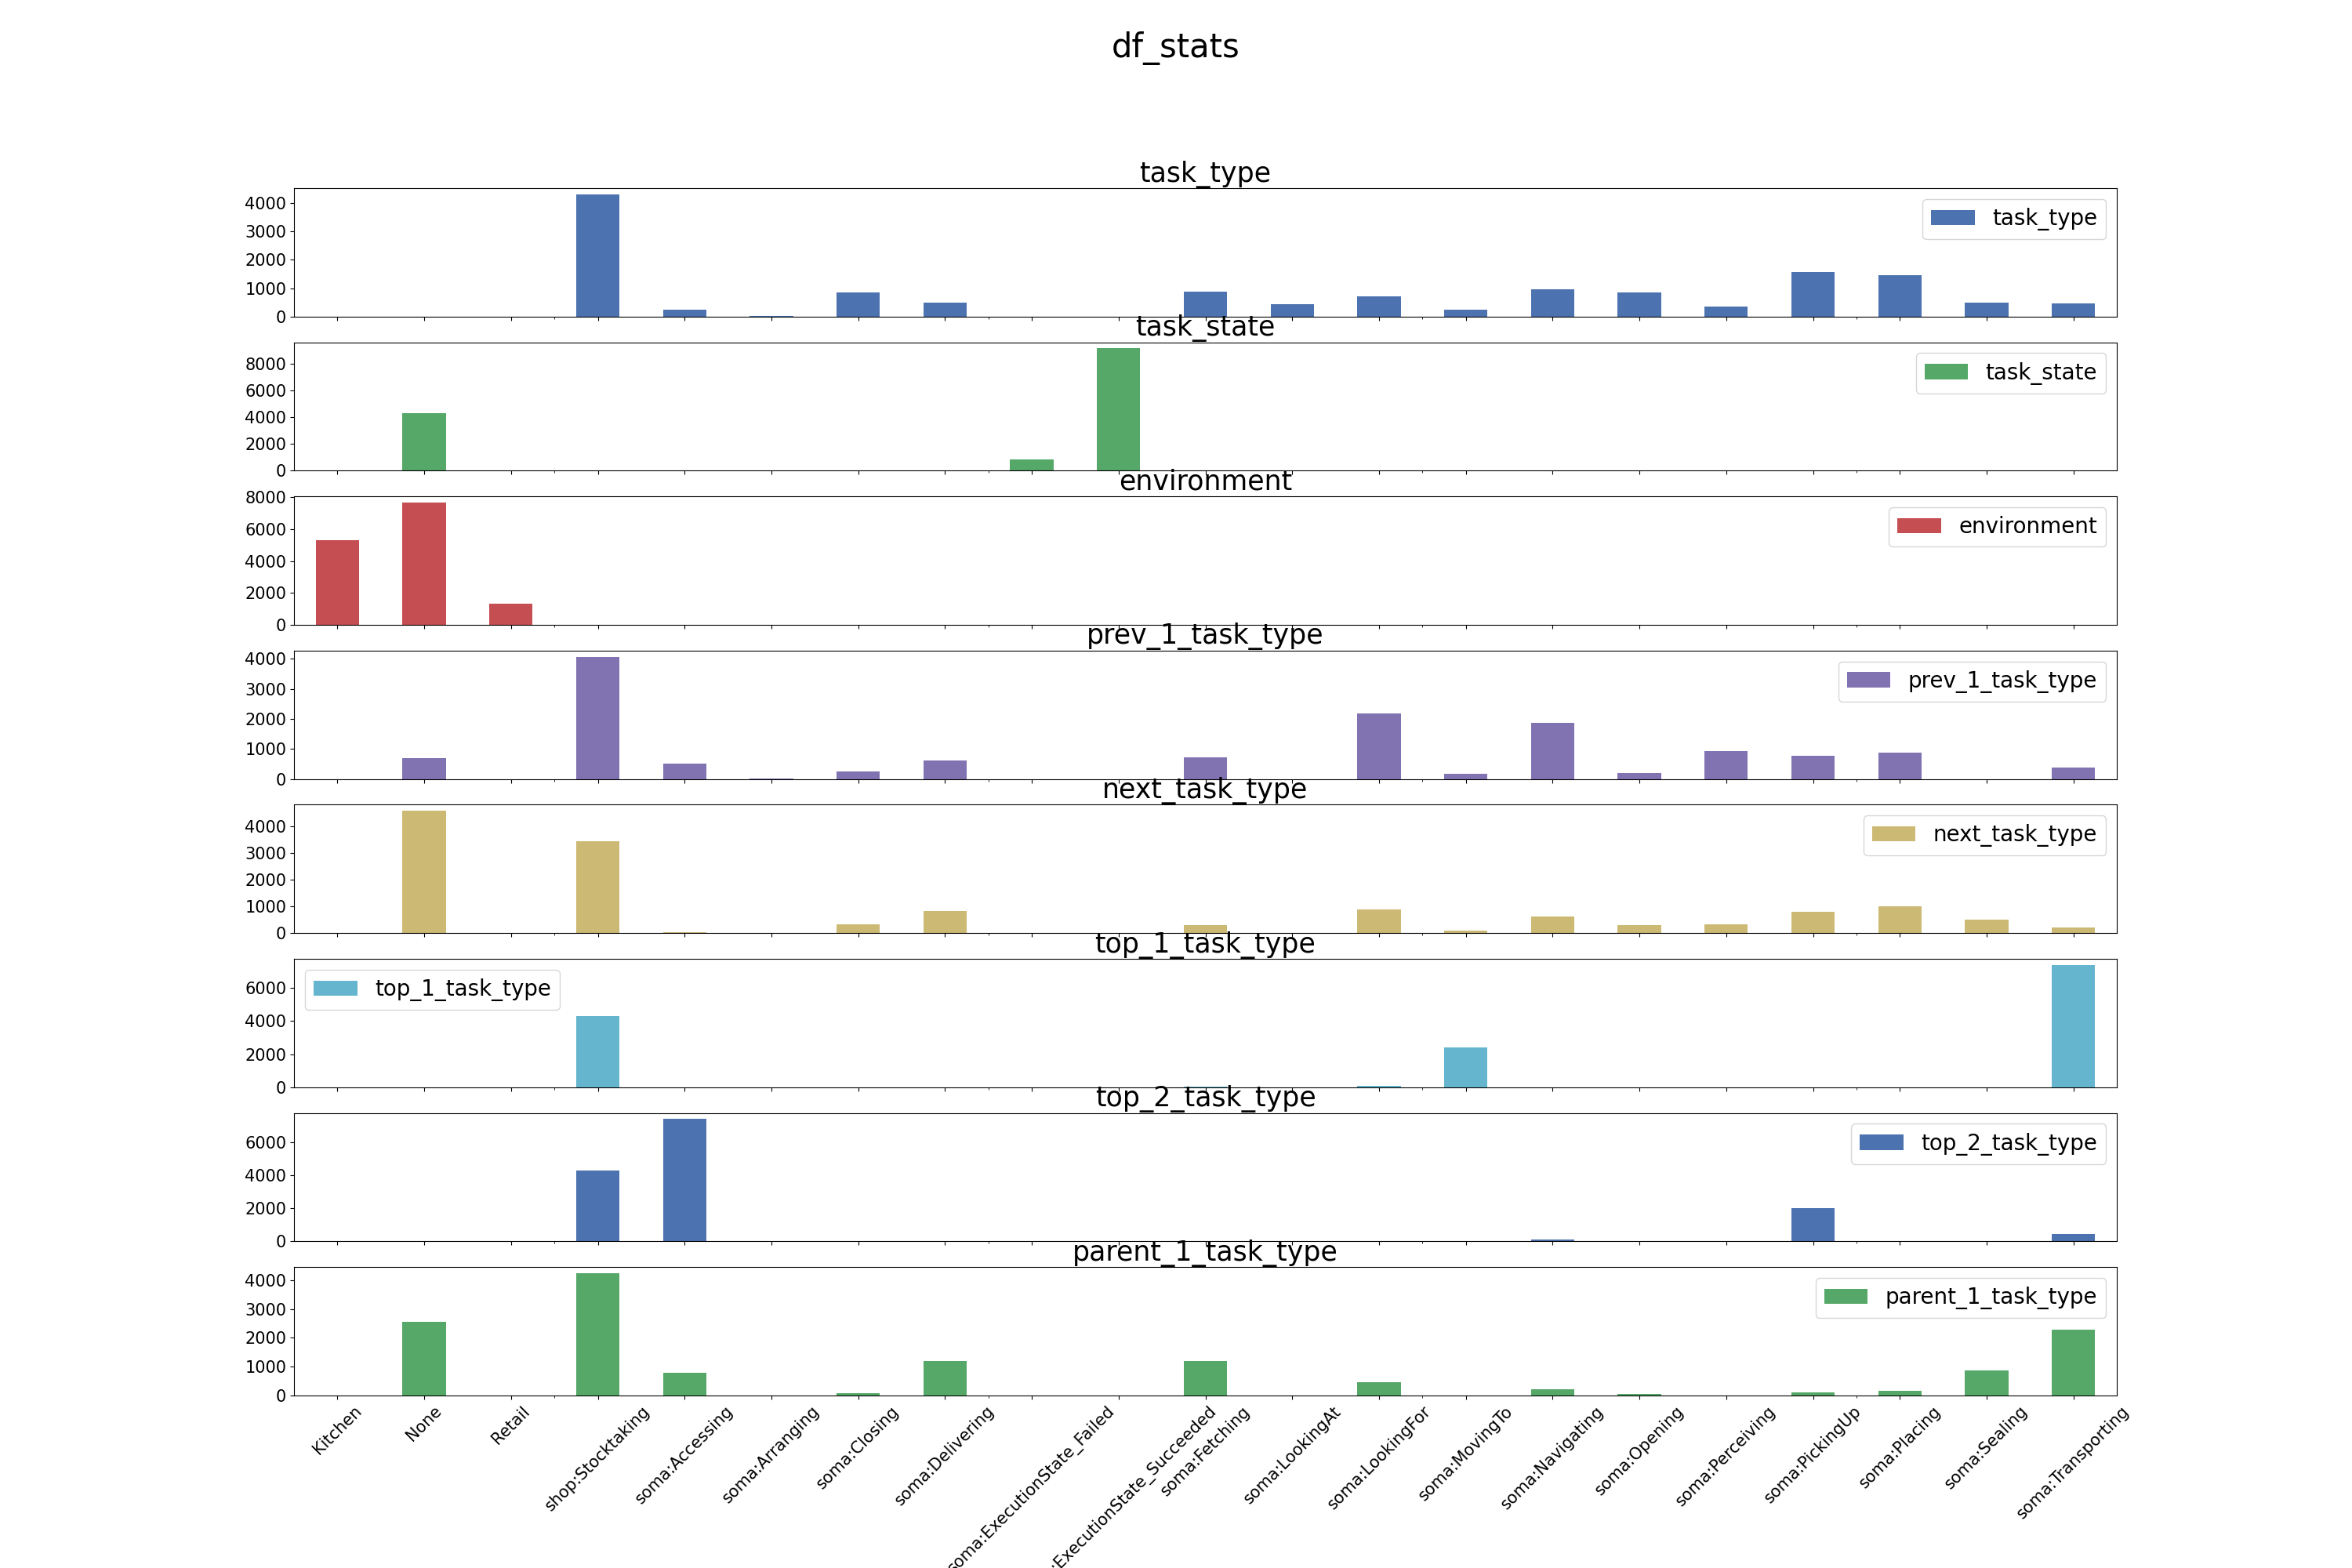 df_stats
task_type
4000
3000
2000
1000
0
task_type
task_state
8000
6000
4000
2000
0
task_state
environment
8000
6000
4000
2000
0
environment
prev_1_task_type
4000
3000
2000
1000
0
prev_1_task_type
next_task_type
4000
3000
2000
1000
0
next_task_type
top_1_task_type
6000
4000
2000
0
top_1_task_type
top_2_task_type
6000
4000
2000
0
top_2_task_type
parent_1_task_type
4000
3000
2000
1000
0
parent_1_task_type
Kitchen
None
Retail
shop:Stocktaking
soma:Accessing
soma:Arranging
soma:Closing
soma:Delivering
soma:ExecutionState_Failed
:ExecutionState_Succeeded
soma:Fetching
soma:LookingAt
soma:LookingFor
soma:MovingTo
soma:Navigating
soma:Opening
soma:Perceiving
soma:PickingUp
soma:Placing
soma:Sealing
soma:Transporting